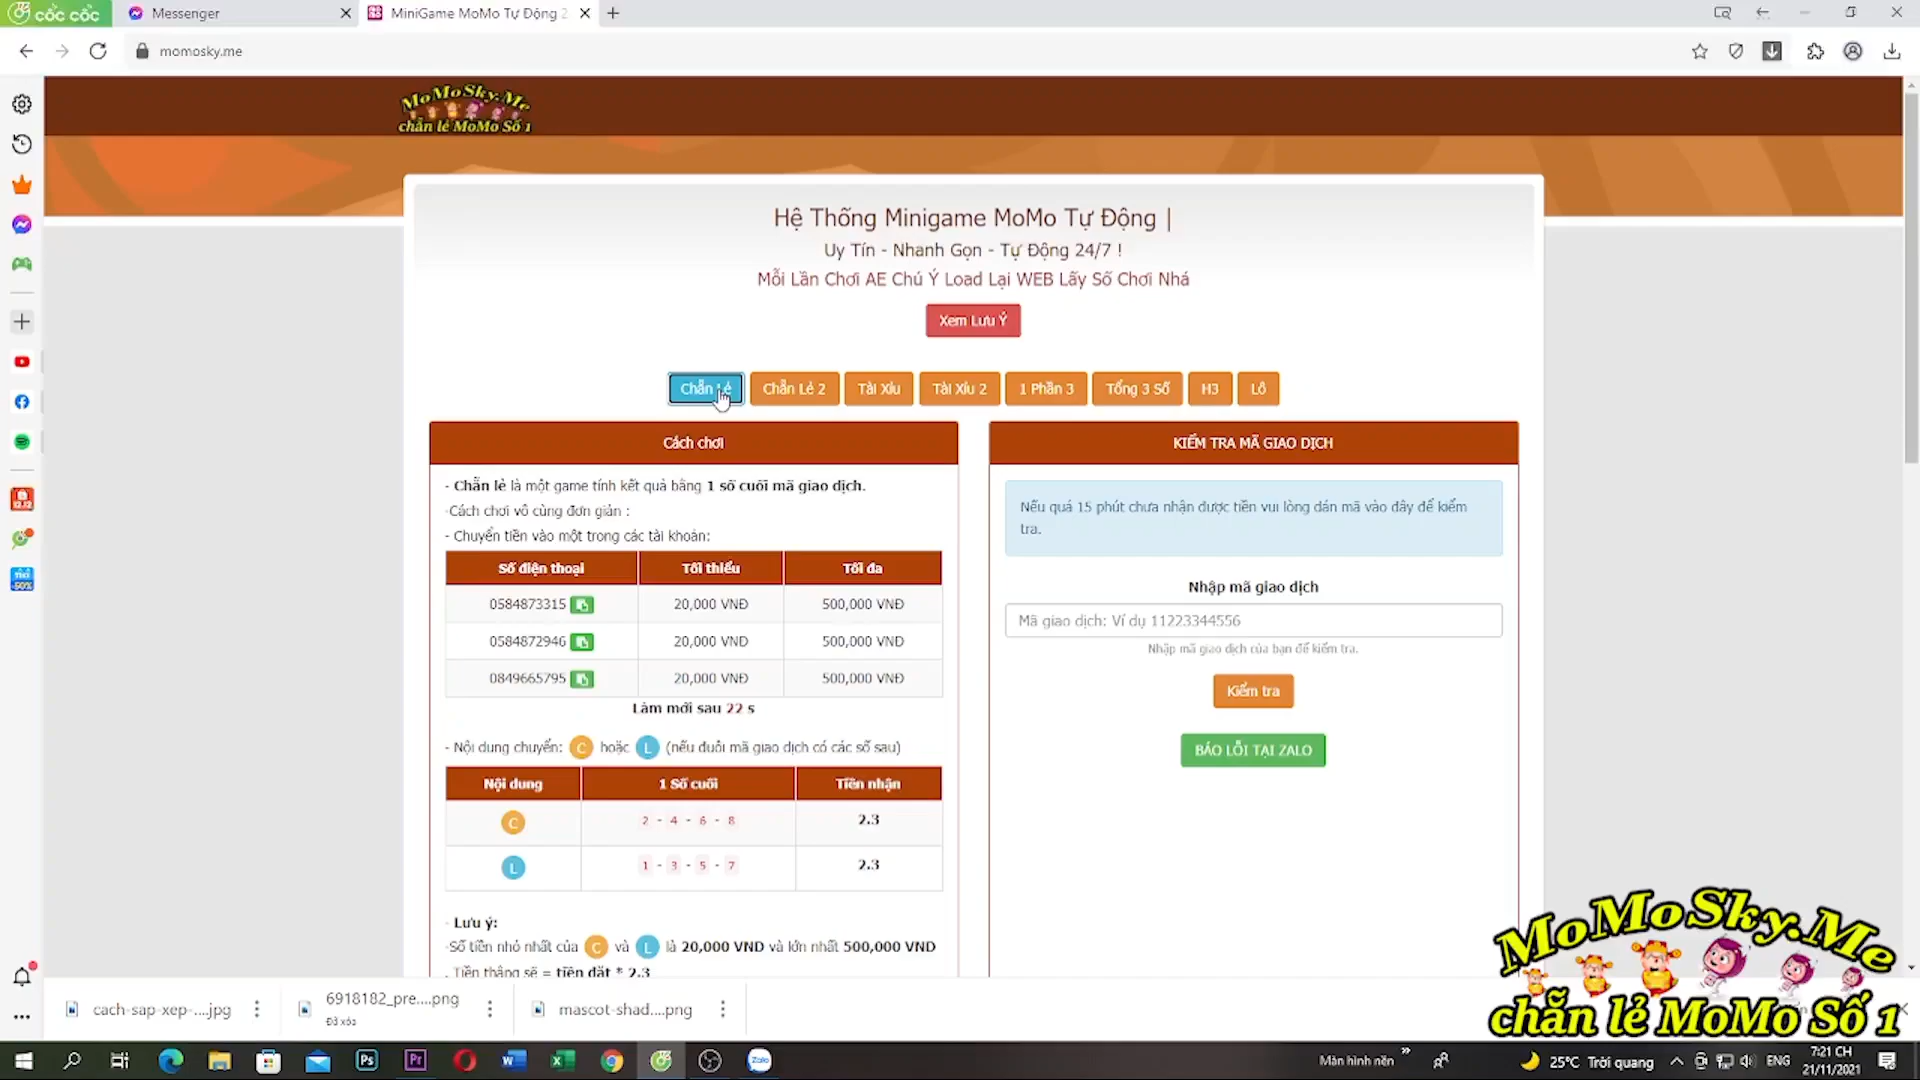 cốc cốc
Messenger
MiniGame MoMo Tự Động 2
momosky.me
MoMoSky.Me
chẵn lẻ MoMo Số 1
Hệ Thống Minigame MoMo Tự Động |
Uy Tín - Nhanh Gọn - Tự Động 24/7 !
Mỗi Lần Chơi AE Chú Ý Load Lại WEB Lấy Số Chơi Nhá
Xem Lưu Ý
Chẵn Lẻ Chẵn Lẻ 2 Tài Xỉu Tài Xỉu 2 1 Phần 3 Tổng 3 Số H3 Lô
Cách chơi
- Chẵn lẻ là một game tính kết quả bằng 1 số cuối mã giao dịch.
-Cách chơi vô cùng đơn giản :
- Chuyển tiền vào một trong các tài khoản:
Số điện thoại Tối thiểu Tối đa
0584873315 20,000 VNĐ 500,000 VNĐ
0584872946 20,000 VNĐ 500,000 VNĐ
0849665795 20,000 VNĐ 500,000 VNĐ
Làm mới sau 22 s
- Nội dung chuyển: C hoặc L (nếu đuôi mã giao dịch có các số sau)
Nội dung 1 Số cuối Tiền nhận
C 2 - 4 - 6 - 8 2.3
L 1 - 3 - 5 - 7 2.3
- Lưu ý:
-Số tiền nhỏ nhất của C và L là 20,000 VND và lớn nhất 500,000 VND
. Tiền thắng sẽ = tiền đặt * 2.3
KIỂM TRA MÃ GIAO DỊCH
Nếu quá 15 phút chưa nhận được tiền vui lòng dán mã vào đây để kiểm
tra.
Nhập mã giao dịch
Mã giao dịch: Ví dụ 11223344556
Nhập mã giao dịch của bạn để kiểm tra.
Kiểm tra
BÁO LỖI TẠI ZALO
MoMoSky.Me
chẵn lẻ MoMo Số 1
cach-sap-xep-....jpg
6918182_pre....png
Đã xóa
mascot-shad....png
Ps
Pr
Zalo
Màn hình nền
25°C Trời quang
ENG
7:21 CH
21/11/2021